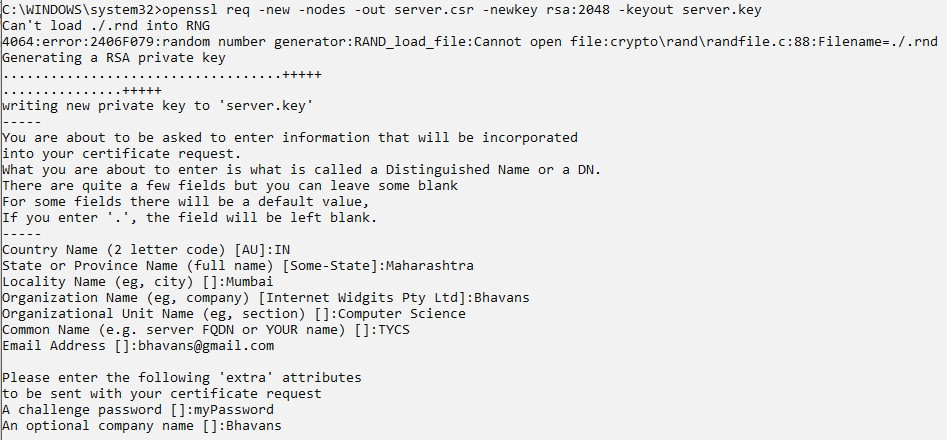 C:\WINDOWS\system32>openssl req -new -nodes -out server.csr -newkey rsa:2048 -keyout server.key
Can't load ./.rnd into RNG
4064:error:2406F079:random number generator:RAND_load_file:Cannot open file:crypto\rand\randfile.c:88:Filename=./.rnd
Generating a RSA private key
...................................+++++
...............+++++
writing new private key to 'server.key'
-----
You are about to be asked to enter information that will be incorporated
into your certificate request.
What you are about to enter is what is called a Distinguished Name or a DN.
There are quite a few fields but you can leave some blank
For some fields there will be a default value,
If you enter '.', the field will be left blank.
-----
Country Name (2 letter code) [AU]:IN
State or Province Name (full name) [Some-State]:Maharashtra
Locality Name (eg, city) []:Mumbai
Organization Name (eg, company) [Internet Widgits Pty Ltd]:Bhavans
Organizational Unit Name (eg, section) []:Computer Science
Common Name (e.g. server FQDN or YOUR name) []:TYCS
Email Address []:bhavans@gmail.com

Please enter the following 'extra' attributes
to be sent with your certificate request
A challenge password []:myPassword
An optional company name []:Bhavans